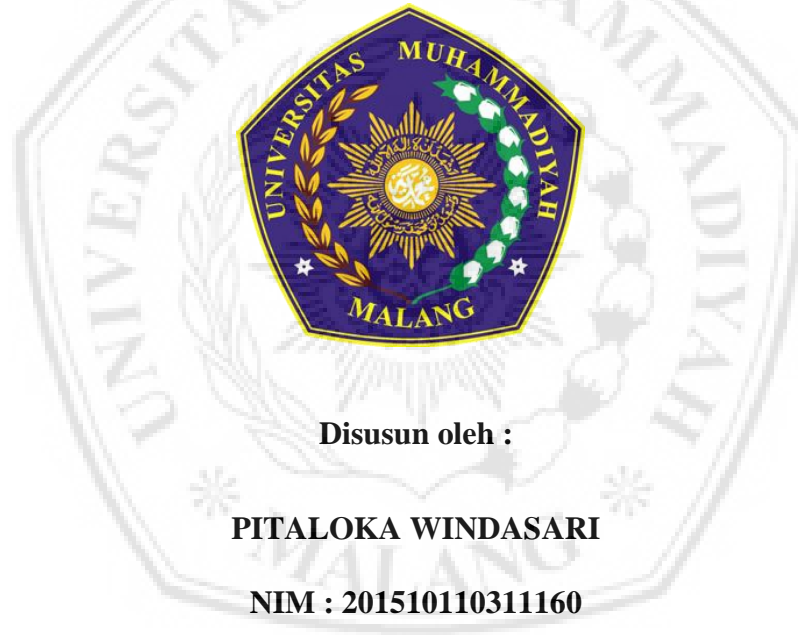 UNIVERSITAS MUHAMMADIYAH
MALANG
Disusun oleh :
PITALOKA WINDASARI
NIM : 201510110311160